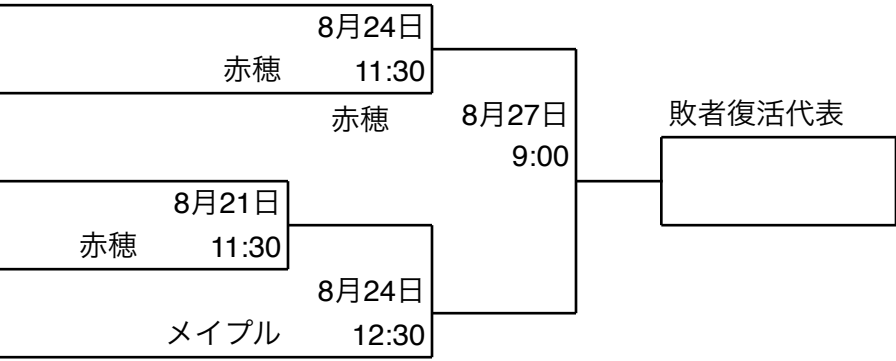 8月24日
赤穂 11:30
赤穂 8月27日
9:00
敗者復活代表
8月21日
赤穂 11:30
8月24日
メイプル 12:30